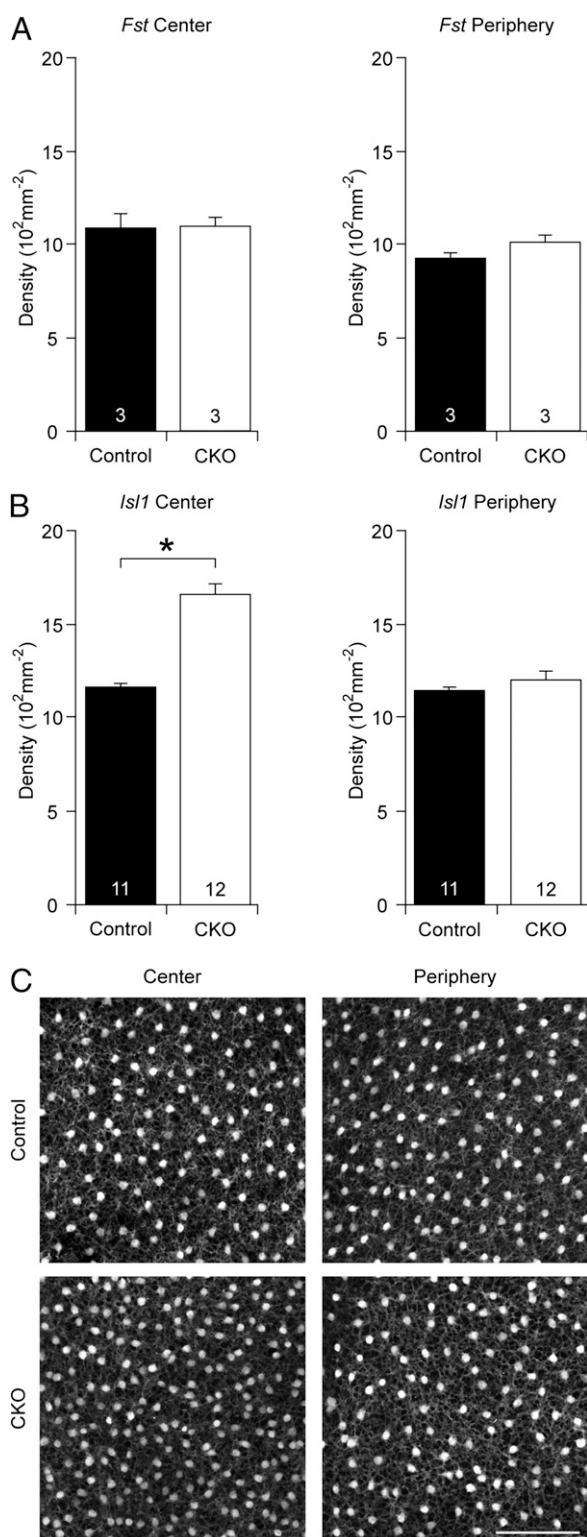 A
Fst Center
Fst Periphery
20
15
10
5
0
Density (10²mm⁻²)
3
3
Control
CKO
20
15
10
5
0
Density (10²mm⁻²)
3
3
Control
CKO
B
Isl1 Center
Isl1 Periphery
20
15
10
5
0
Density (10²mm⁻²)
*
11
12
Control
CKO
20
15
10
5
0
Density (10²mm⁻²)
11
12
Control
CKO
C
Center
Periphery
Control
CKO